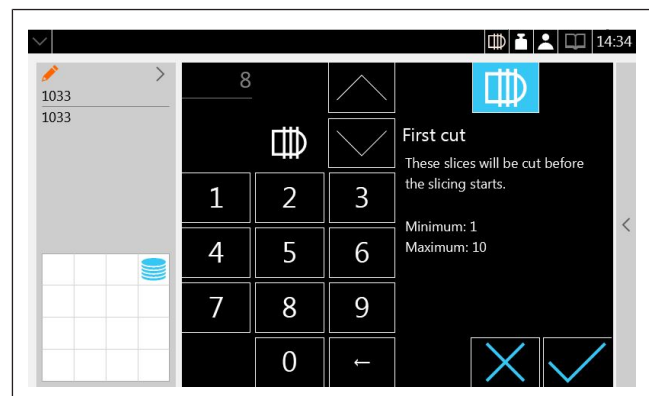 14:34
1033
1033
8
1 2 3
4 5 6
7 8 9
0 ←
First cut
These slices will be cut before
the slicing starts.
Minimum: 1
Maximum: 10